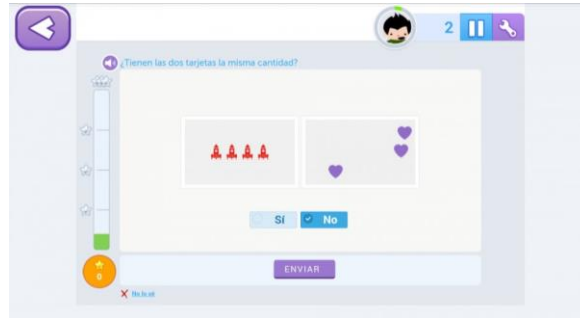 2
¿Tienen las dos tarjetas la misma cantidad?
Sí
No
ENVIAR
0
No lo sé